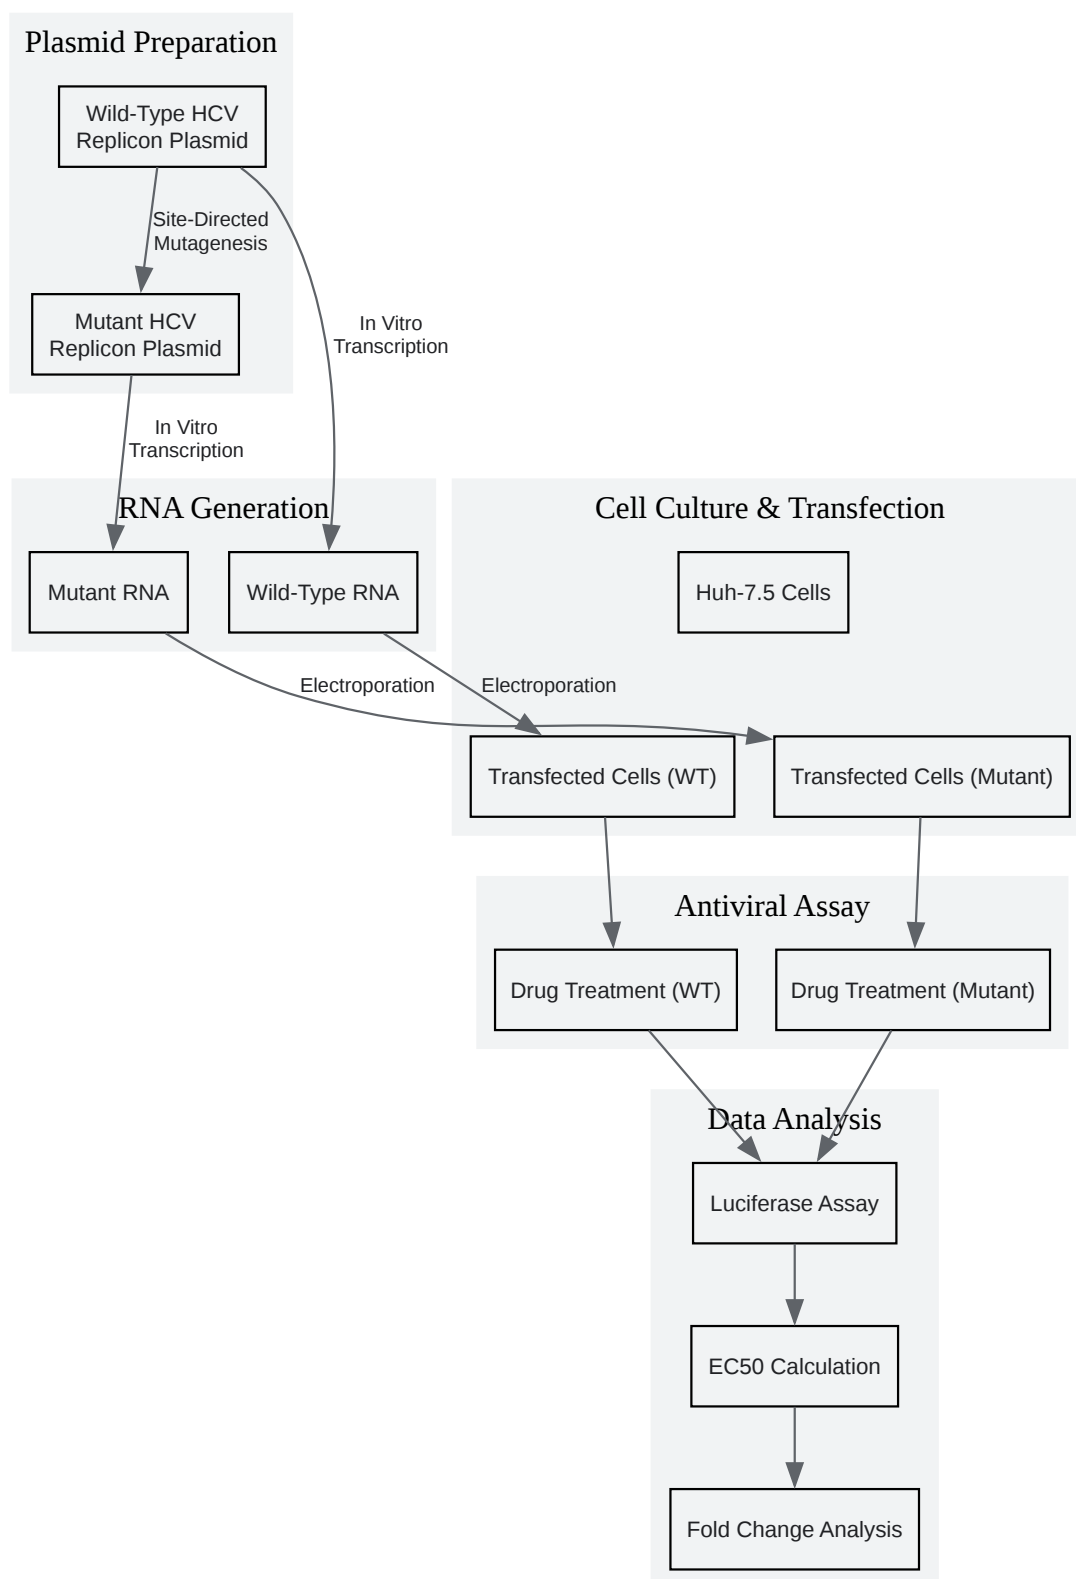 Plasmid Preparation
Wild-Type HCV
Replicon Plasmid
Site-Directed
Mutagenesis
Mutant HCV
Replicon Plasmid
In Vitro
Transcription
In Vitro
Transcription
RNA Generation
Mutant RNA
Wild-Type RNA
Cell Culture & Transfection
Huh-7.5 Cells
Electroporation
Electroporation
Transfected Cells (WT)
Transfected Cells (Mutant)
Antiviral Assay
Drug Treatment (WT)
Drug Treatment (Mutant)
Data Analysis
Luciferase Assay
EC50 Calculation
Fold Change Analysis